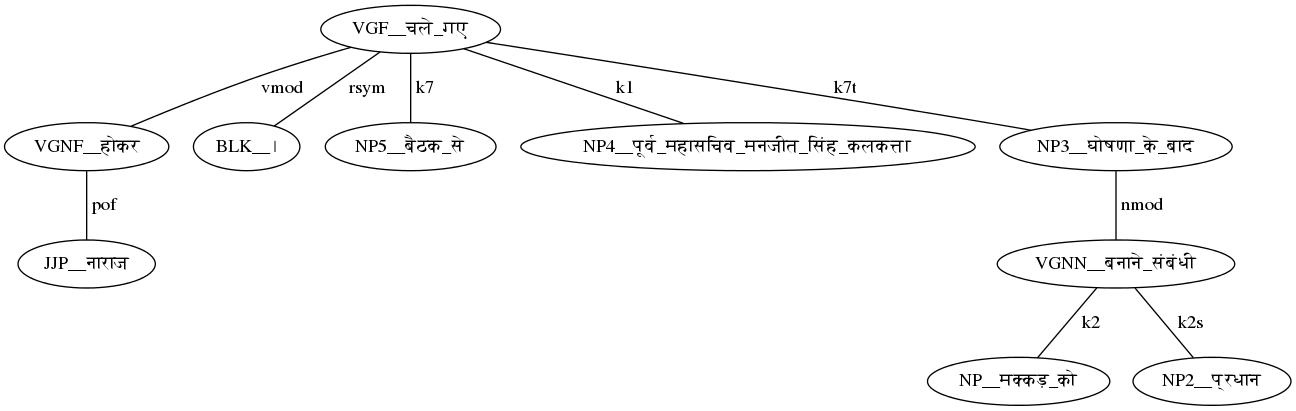 VGF__चले_गए
vmod rsym k7 k1 k7t
VGNF__होकर BLK__। NP5__बैठक_से NP4__पूर्व_महासचिव_मनजीत_सिंह_कलकत्ता NP3__घोषणा_के_बाद
pof nmod
JJP__नाराज VGNN__बनाने_संबंधी
k2 k2s
NP__मक्कड़_को NP2__प्रधान